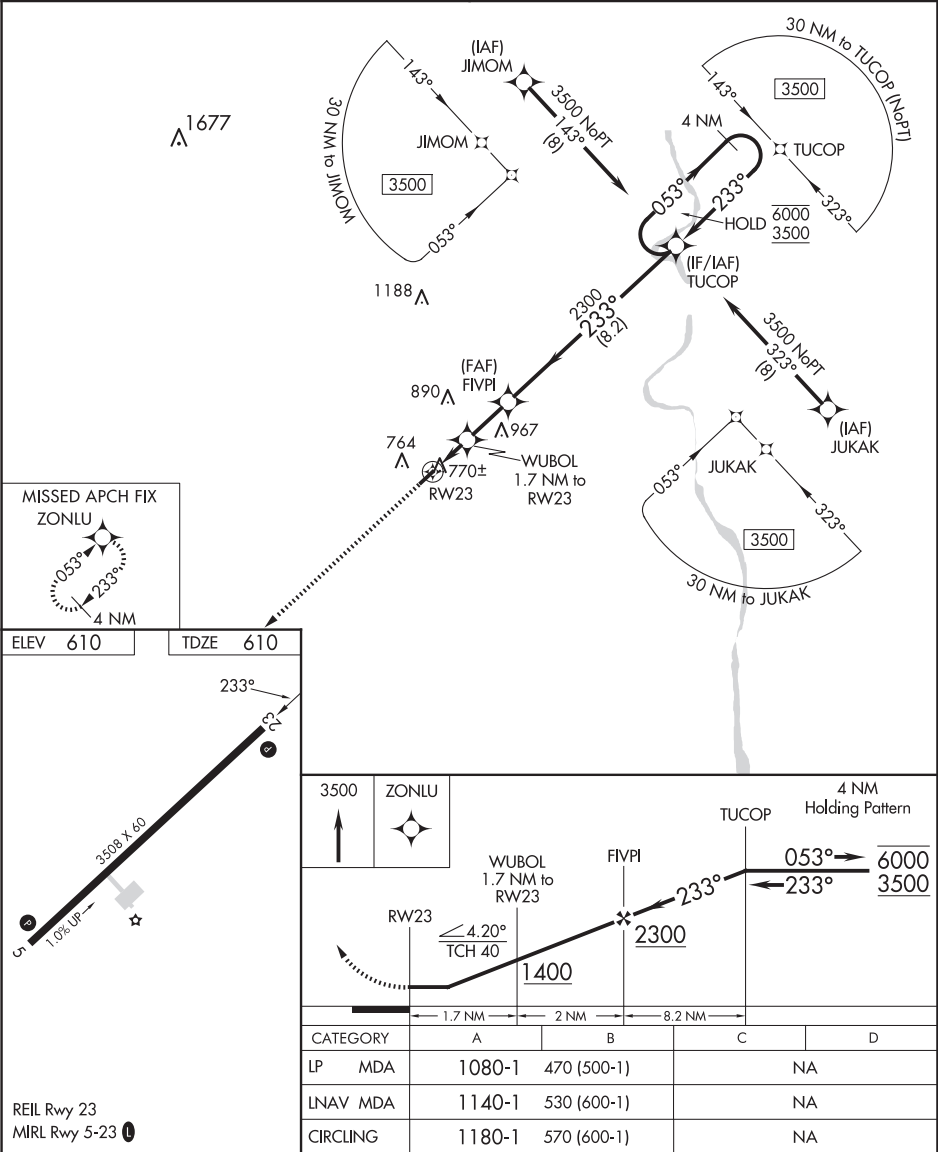 30 NM to TUCOP (NoPT)
143°
3500
TUCOP
323°
(IAF)
JIMOM
3500 NoPT
143°
(8)
143°
30 NM to JIMOM
JIMOM
3500
053°
1677
4 NM
053°
233°
HOLD
6000
3500
(IF/IAF)
TUCOP
1188
2300
233°
(8.2)
3500 NoPT
323°
(8)
(IAF)
JUKAK
(FAF)
FIVPI
890
967
764
770±
RW23
WUBOL
1.7 NM to
RW23
JUKAK
053°
323°
3500
30 NM to JUKAK
MISSED APCH FIX
ZONLU
053°
233°
4 NM
ELEV 610
TDZE 610
233°
23
P
3508 X 60
P
5
1.0% UP
REIL Rwy 23
MIRL Rwy 5-23 L
3500
ZONLU
4 NM
Holding Pattern
TUCOP
053°
6000
233°
3500
FIVPI
233°
WUBOL
1.7 NM to
RW23
RW23
4.20°
TCH 40
2300
1400
1.7 NM
2 NM
8.2 NM
CATEGORY A B C D
LP MDA 1080-1 470 (500-1) NA
LNAV MDA 1140-1 530 (600-1) NA
CIRCLING 1180-1 570 (600-1) NA